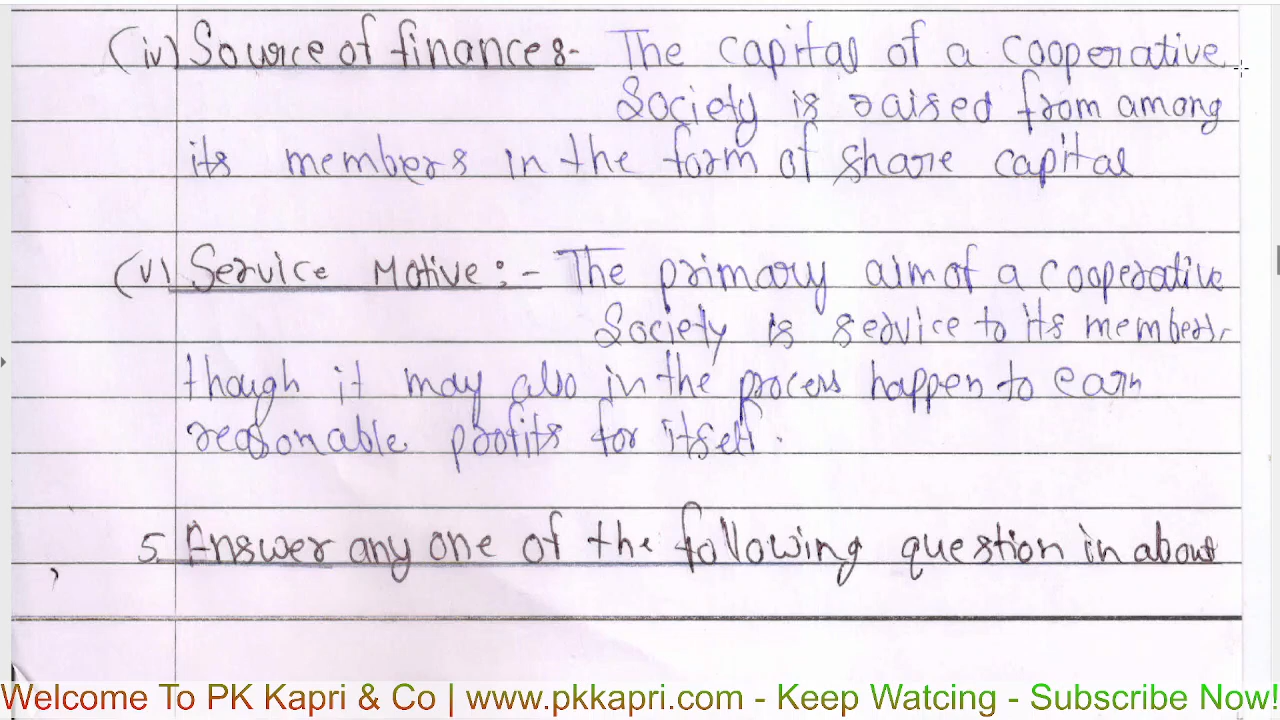 (iv) Source of finances:- The capital of a cooperative
Society is raised from among
its members in the form of share capital
(v) Service Motive:- The primary aim of a cooperative
Society is service to its members,
though it may also in the process happen to earn
reasonable profits for itself.
5. Answer any one of the following question in about
Welcome To PK Kapri & Co | www.pkkapri.com - Keep Watcing - Subscribe Now!